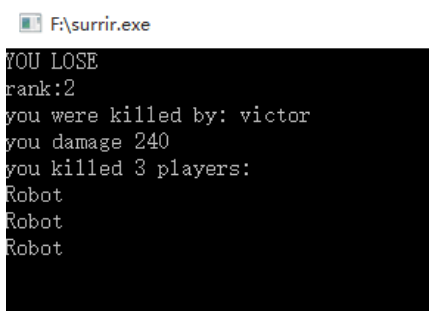 F:\surrir.exe
YOU LOSE
rank:2
you were killed by: victor
you damage 240
you killed 3 players:
Robot
Robot
Robot